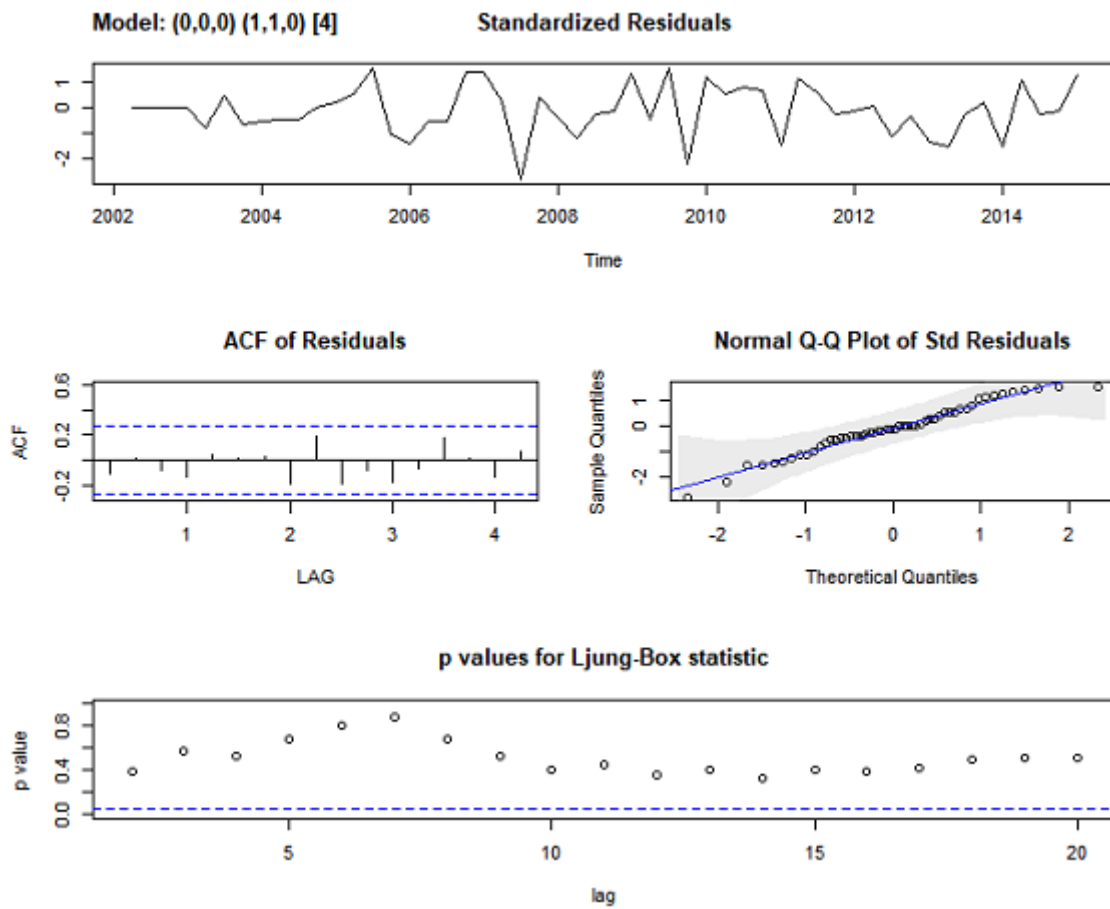 Model: (0,0,0) (1,1,0) [4] Standardized Residuals
1
0
-2
2002 2004 2006 2008 2010 2012 2014
Time
ACF of Residuals
ACF
0.6
0.2
-0.2
1 2 3 4
LAG
Normal Q-Q Plot of Std Residuals
Sample Quantiles
1
0
-2
-2 -1 0 1 2
Theoretical Quantiles
p values for Ljung-Box statistic
p value
0.8
0.4
0.0
5 10 15 20
lag